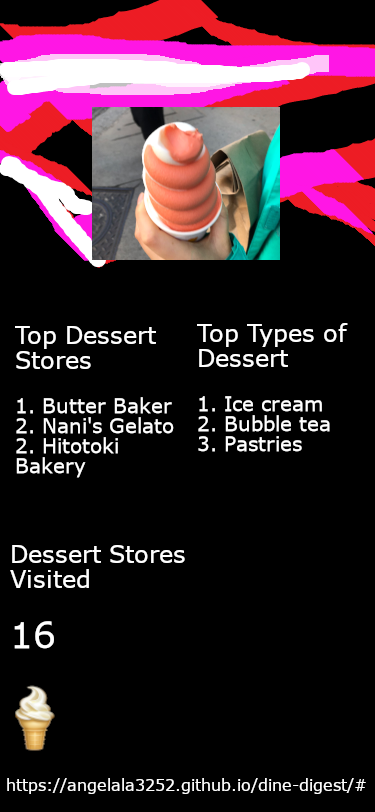 Top Dessert
Stores
1. Butter Baker
2. Nani's Gelato
2. Hitotoki
Bakery
Top Types of
Dessert
1. Ice cream
2. Bubble tea
3. Pastries
Dessert Stores
Visited
16
https://angelala3252.github.io/dine-digest/#